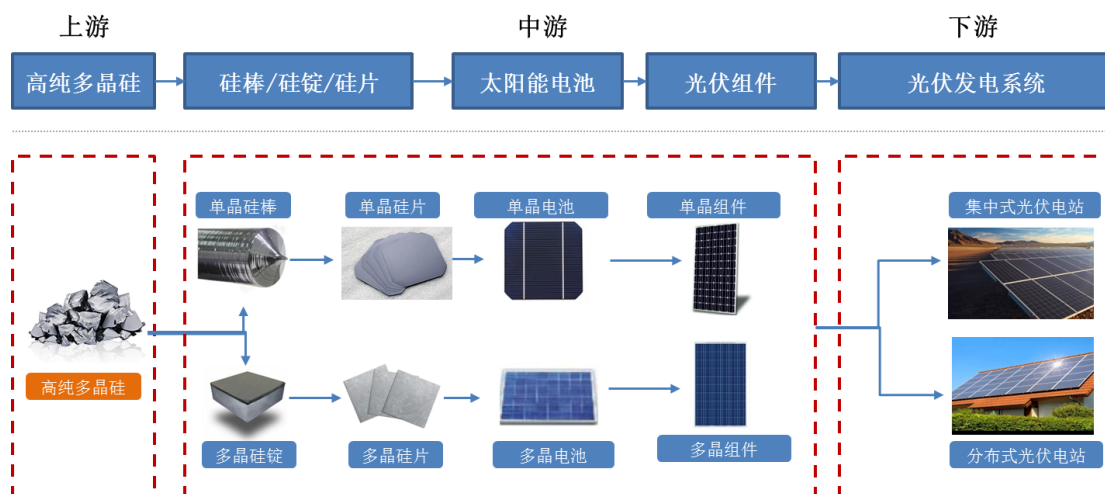 上游
中游
下游
高纯多晶硅
硅棒/硅锭/硅片
太阳能电池
光伏组件
光伏发电系统
单晶硅棒
单晶硅片
单晶电池
单晶组件
集中式光伏电站
高纯多晶硅
多晶硅锭
多晶硅片
多晶电池
多晶组件
分布式光伏电站